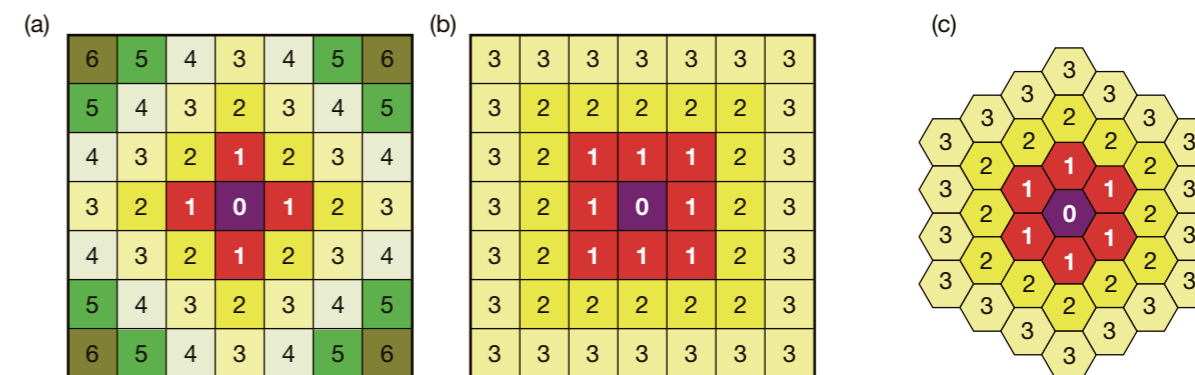 (a)
6 5 4 3 4 5 6
5 4 3 2 3 4 5
4 3 2 1 2 3 4
3 2 1 0 1 2 3
4 3 2 1 2 3 4
5 4 3 2 3 4 5
6 5 4 3 4 5 6
(b)
3 3 3 3 3 3 3
3 2 2 2 2 2 3
3 2 1 1 1 2 3
3 2 1 0 1 2 3
3 2 1 1 1 2 3
3 2 2 2 2 2 3
3 3 3 3 3 3 3
(c)
3
3 3
3 2 3
3 2 2 3
2 1 2
3 1 1 3
2 0 2
3 1 1 3
2 1 2
3 2 2 3
3 2 3
3 3
3